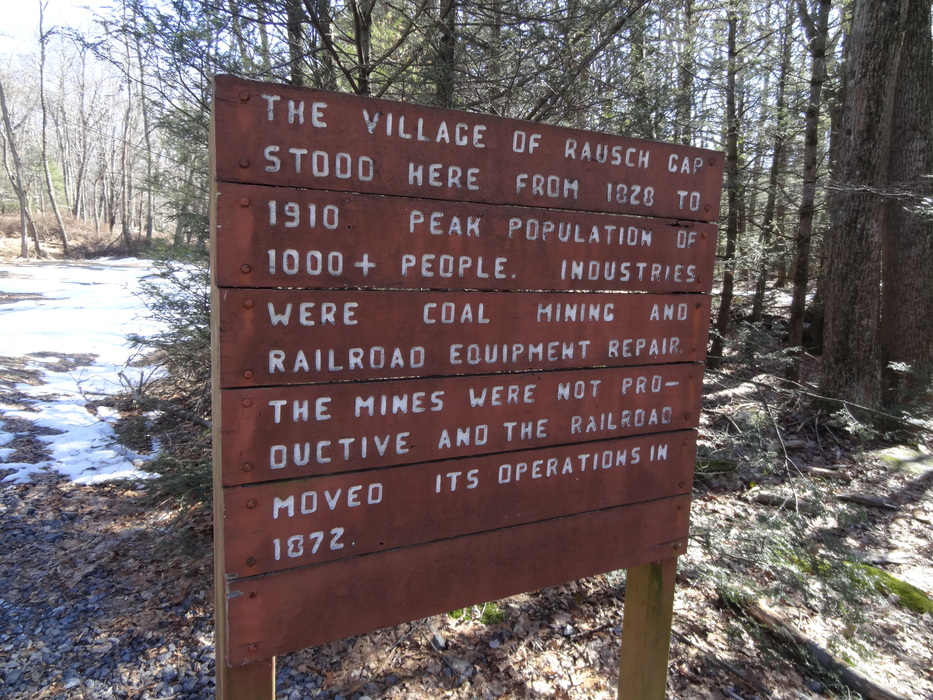 THE VILLAGE OF RAUSCH GAP
STOOD HERE FROM 1828 TO
1910 PEAK POPULATION OF
1000+ PEOPLE. INDUSTRIES
WERE COAL MINING AND
RAILROAD EQUIPMENT REPAIR.
THE MINES WERE NOT PRO-
DUCTIVE AND THE RAILROAD
MOVED ITS OPERATIONS IN
1872.